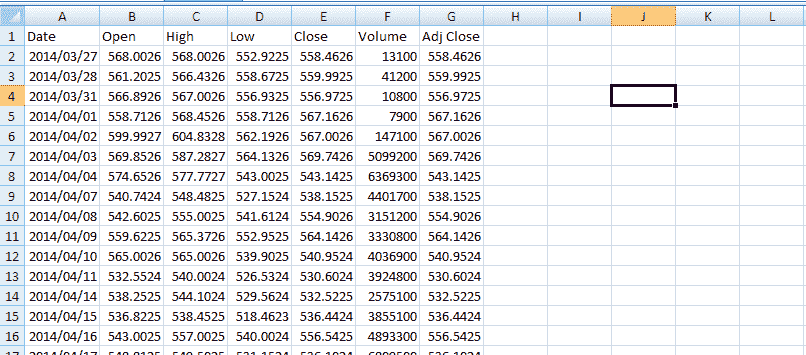 A B C D E F G H I J K L
1 Date Open High Low Close Volume Adj Close
2 2014/03/27 568.0026 568.0026 552.9225 558.4626 13100 558.4626
3 2014/03/28 561.2025 566.4326 558.6725 559.9925 41200 559.9925
4 2014/03/31 566.8926 567.0026 556.9325 556.9725 10800 556.9725
5 2014/04/01 558.7126 568.4526 558.7126 567.1626 7900 567.1626
6 2014/04/02 599.9927 604.8328 562.1926 567.0026 147100 567.0026
7 2014/04/03 569.8526 587.2827 564.1326 569.7426 5099200 569.7426
8 2014/04/04 574.6526 577.7727 543.0025 543.1425 6369300 543.1425
9 2014/04/07 540.7424 548.4825 527.1524 538.1525 4401700 538.1525
10 2014/04/08 542.6025 555.0025 541.6124 554.9026 3151200 554.9026
11 2014/04/09 559.6225 565.3726 552.9525 564.1426 3330800 564.1426
12 2014/04/10 565.0026 565.0026 539.9025 540.9524 4036900 540.9524
13 2014/04/11 532.5524 540.0024 526.5324 530.6024 3924800 530.6024
14 2014/04/14 538.2525 544.1024 529.5624 532.5225 2575100 532.5225
15 2014/04/15 536.8225 538.4525 518.4623 536.4424 3855100 536.4424
16 2014/04/16 543.0025 557.0025 540.0024 556.5425 4893300 556.5425